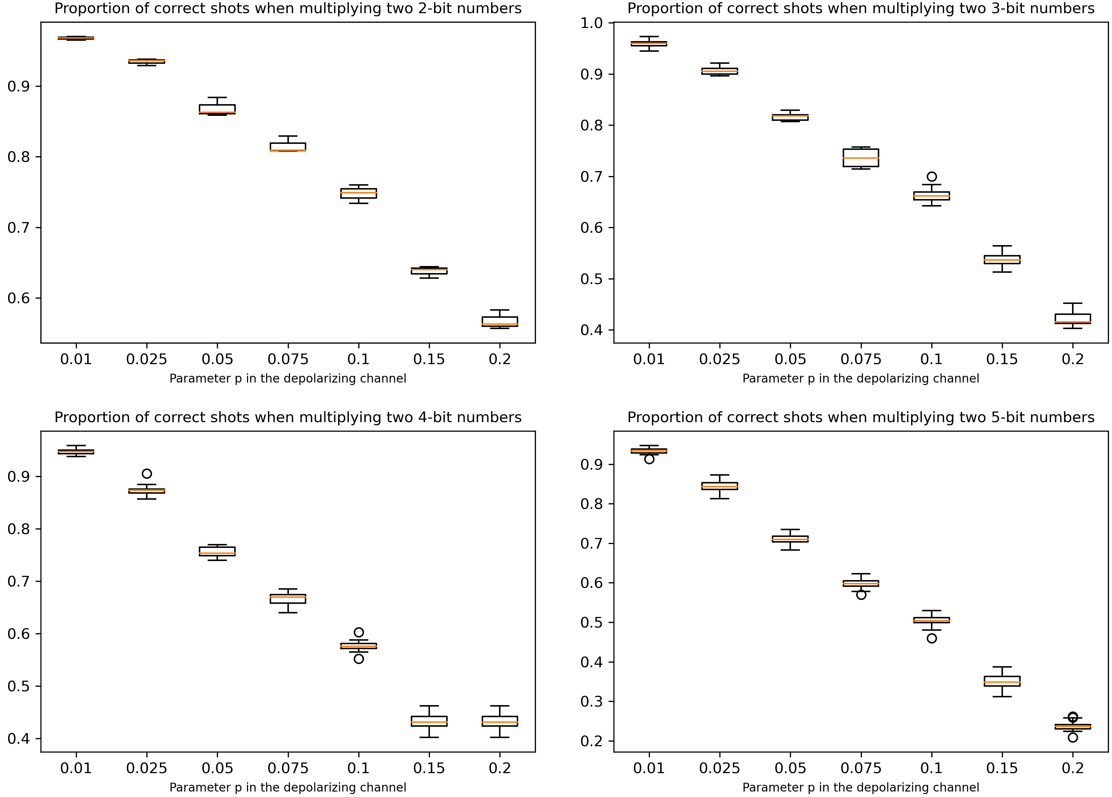 Proportion of correct shots when multiplying two 2-bit numbers
0.9
0.8
0.7
0.6
0.01 0.025 0.05 0.075 0.1 0.15 0.2
Parameter p in the depolarizing channel
Proportion of correct shots when multiplying two 3-bit numbers
1.0
0.9
0.8
0.7
0.6
0.5
0.4
0.01 0.025 0.05 0.075 0.1 0.15 0.2
Parameter p in the depolarizing channel
Proportion of correct shots when multiplying two 4-bit numbers
0.9
0.8
0.7
0.6
0.5
0.4
0.01 0.025 0.05 0.075 0.1 0.15 0.2
Parameter p in the depolarizing channel
Proportion of correct shots when multiplying two 5-bit numbers
0.9
0.8
0.7
0.6
0.5
0.4
0.3
0.2
0.01 0.025 0.05 0.075 0.1 0.15 0.2
Parameter p in the depolarizing channel